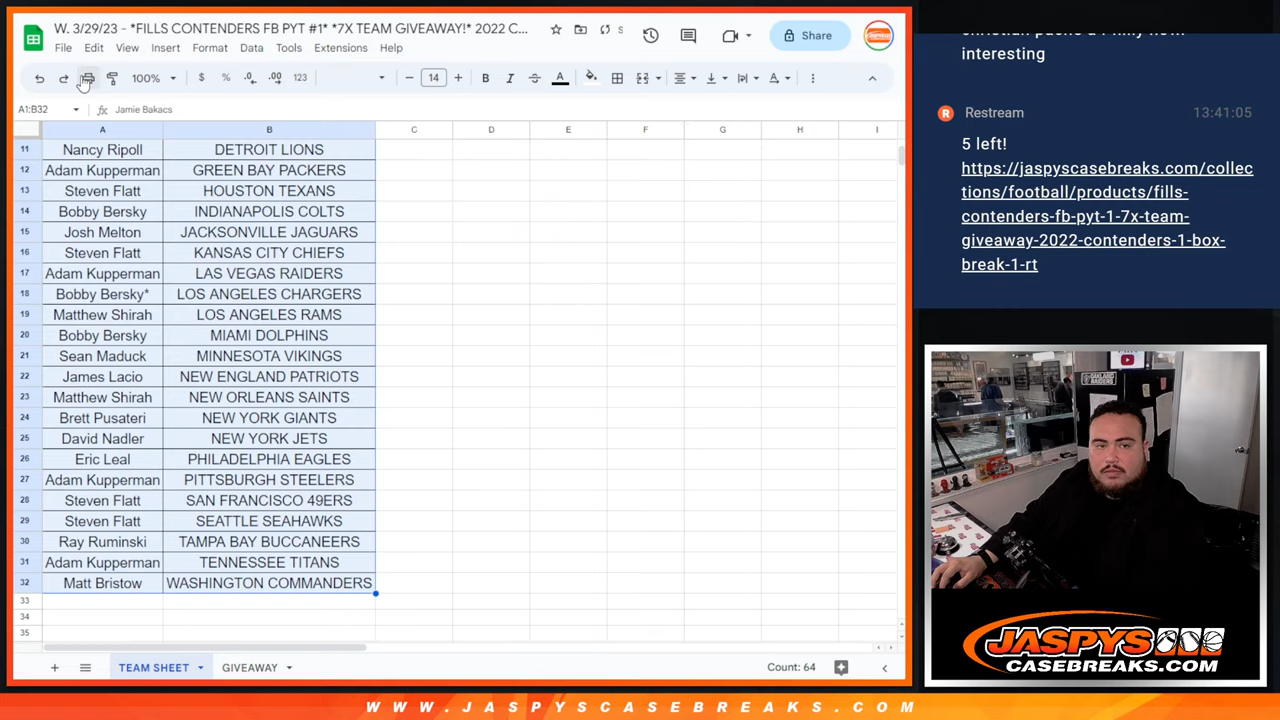 W. 3/29/23 - *FILLS CONTENDERS FB PYT #1* *7X TEAM GIVEAWAY!* 2022 C...
File Edit View Insert Format Data Tools Extensions Help
Share
100% $ % .0 .00 123 14 B I S A
A1:B32 fx Jamie Bakacs
A B C D E F G H I
11 Nancy Ripoll DETROIT LIONS
12 Adam Kupperman GREEN BAY PACKERS
13 Steven Flatt HOUSTON TEXANS
14 Bobby Bersky INDIANAPOLIS COLTS
15 Josh Melton JACKSONVILLE JAGUARS
16 Steven Flatt KANSAS CITY CHIEFS
17 Adam Kupperman LAS VEGAS RAIDERS
18 Bobby Bersky* LOS ANGELES CHARGERS
19 Matthew Shirah LOS ANGELES RAMS
20 Bobby Bersky MIAMI DOLPHINS
21 Sean Maduck MINNESOTA VIKINGS
22 James Lacio NEW ENGLAND PATRIOTS
23 Matthew Shirah NEW ORLEANS SAINTS
24 Brett Pusateri NEW YORK GIANTS
25 David Nadler NEW YORK JETS
26 Eric Leal PHILADELPHIA EAGLES
27 Adam Kupperman PITTSBURGH STEELERS
28 Steven Flatt SAN FRANCISCO 49ERS
29 Steven Flatt SEATTLE SEAHAWKS
30 Ray Ruminski TAMPA BAY BUCCANEERS
31 Adam Kupperman TENNESSEE TITANS
32 Matt Bristow WASHINGTON COMMANDERS
33
34
35
TEAM SHEET GIVEAWAY Count: 64
interesting
Restream 13:41:05
5 left!
https://jaspyscasebreaks.com/collec
tions/football/products/fills-
contenders-fb-pyt-1-7x-team-
giveaway-2022-contenders-1-box-
break-1-rt
OAKLAND
RAIDERS
JASPYS
CASEBREAKS.COM
WWW.JASPYSCASEBREAKS.COM